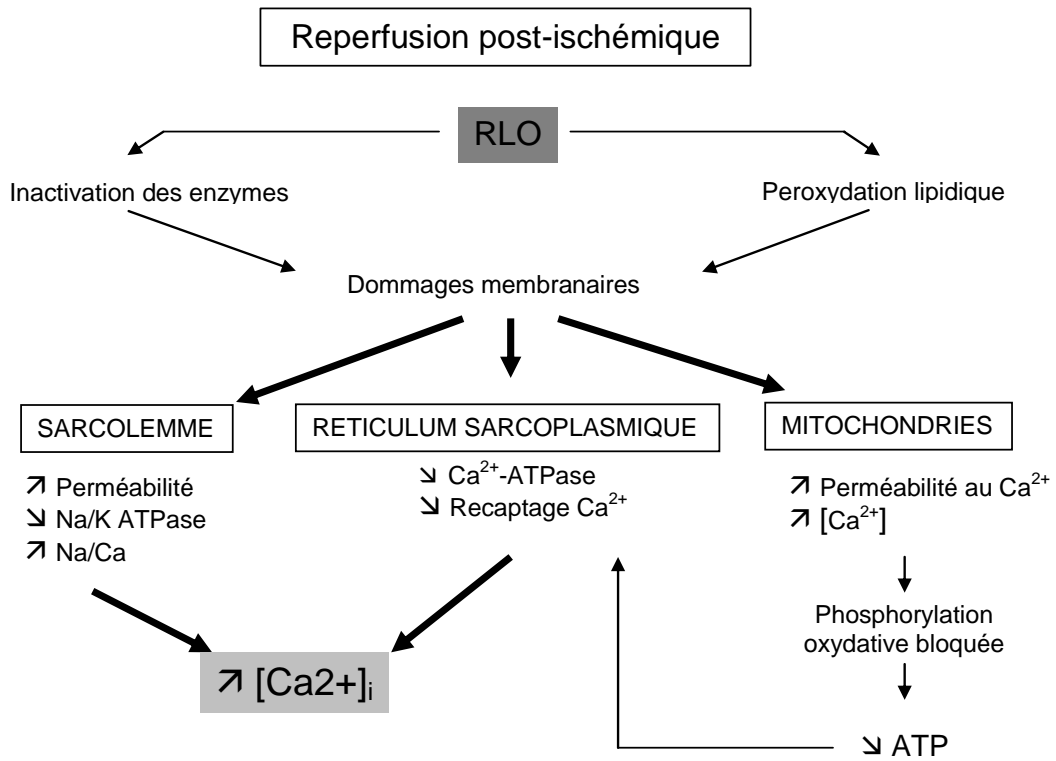 Reperfusion post-ischémique
RLO
Inactivation des enzymes
Peroxydation lipidique
Dommages membranaires
SARCOLEMME
↗ Perméabilité
↘ Na/K ATPase
↗ Na/Ca
RETICULUM SARCOPLASMIQUE
↘ Ca²⁺-ATPase
↘ Recaptage Ca²⁺
MITOCHONDRIES
↗ Perméabilité au Ca²⁺
↗ [Ca²⁺]
Phosphorylation
oxydative bloquée
↘ ATP
↗ [Ca2+]ᵢ